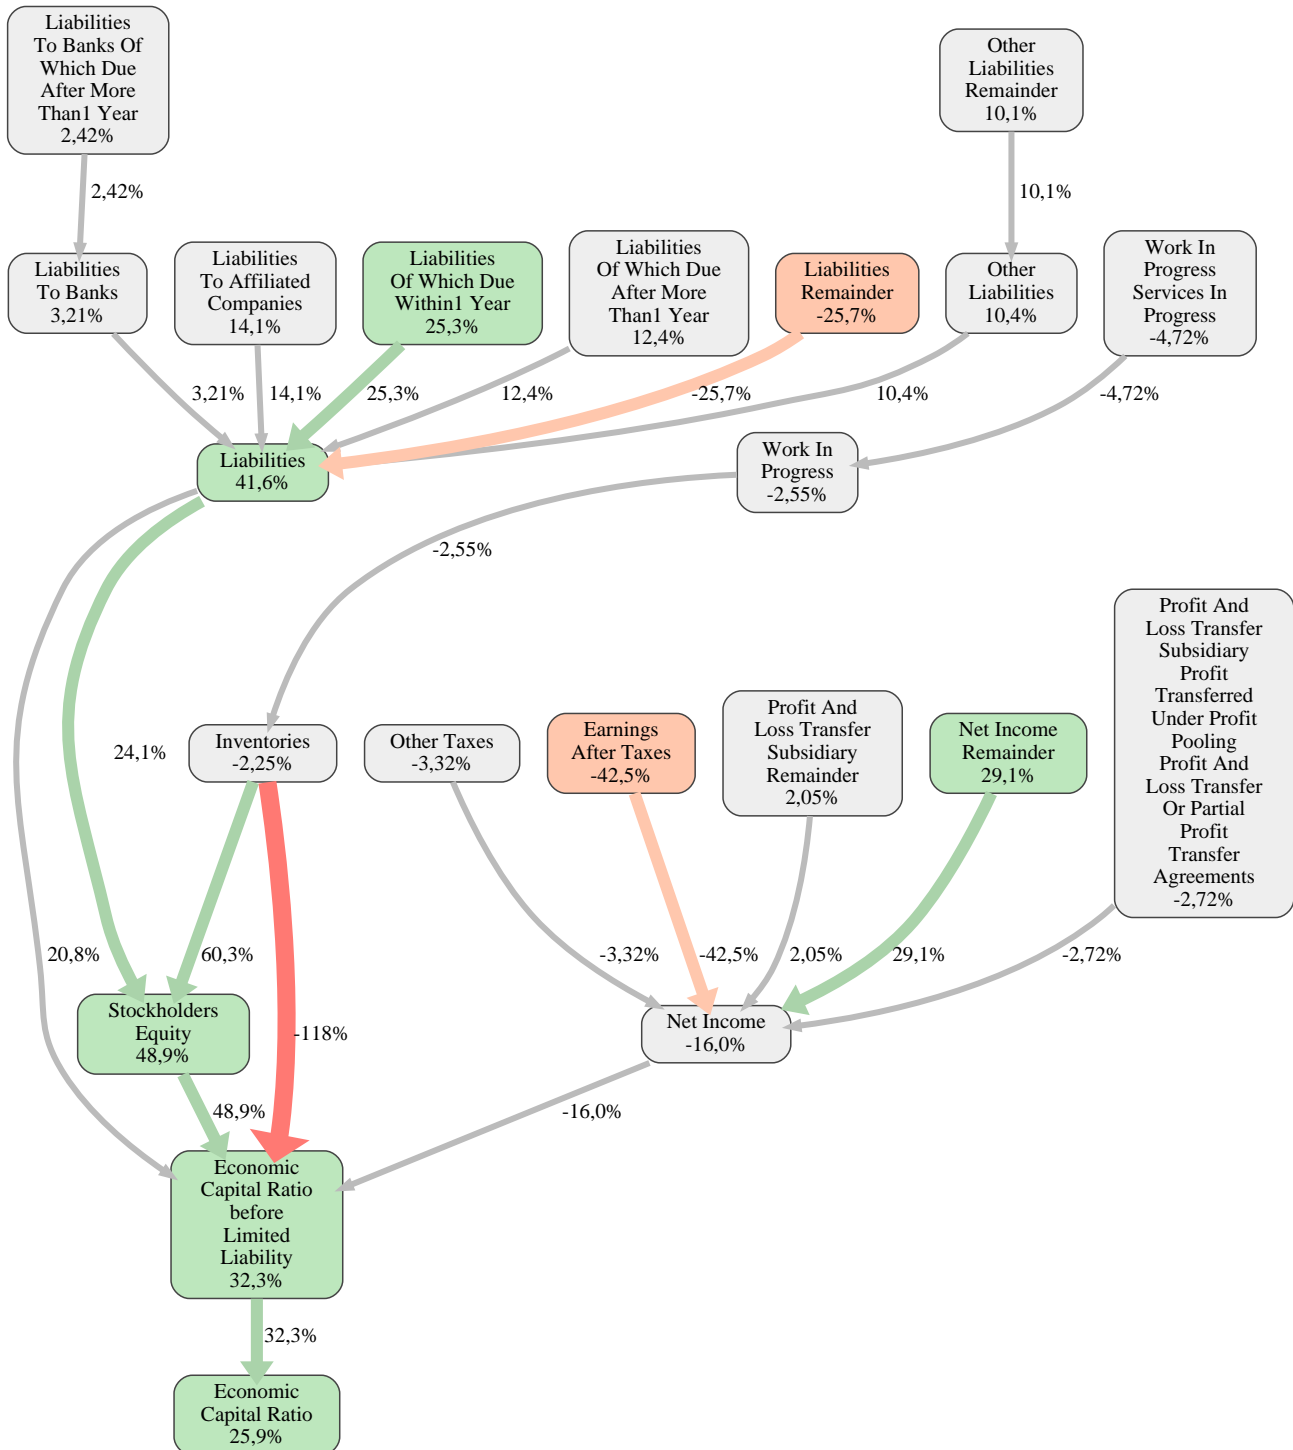 Liabilities
To Banks Of
Which Due
After More
Than1 Year
2,42%
Other
Liabilities
Remainder
10,1%
2,42%
10,1%
Liabilities
To Banks
3,21%
Liabilities
To Affiliated
Companies
14,1%
Liabilities
Of Which Due
Within1 Year
25,3%
Liabilities
Of Which Due
After More
Than1 Year
12,4%
Liabilities
Remainder
-25,7%
Other
Liabilities
10,4%
Work In
Progress
Services In
Progress
-4,72%
3,21%
14,1%
25,3%
12,4%
-25,7%
10,4%
-4,72%
Liabilities
41,6%
Work In
Progress
-2,55%
-2,55%
Profit And
Loss Transfer
Subsidiary
Profit
Transferred
Under Profit
Pooling
Profit And
Loss Transfer
Or Partial
Profit
Transfer
Agreements
-2,72%
24,1%
Inventories
-2,25%
Other Taxes
-3,32%
Earnings
After Taxes
-42,5%
Profit And
Loss Transfer
Subsidiary
Remainder
2,05%
Net Income
Remainder
29,1%
20,8%
60,3%
-3,32%
-42,5%
2,05%
29,1%
-2,72%
Stockholders
Equity
48,9%
-118%
Net Income
-16,0%
48,9%
-16,0%
Economic
Capital Ratio
before
Limited
Liability
32,3%
32,3%
Economic
Capital Ratio
25,9%